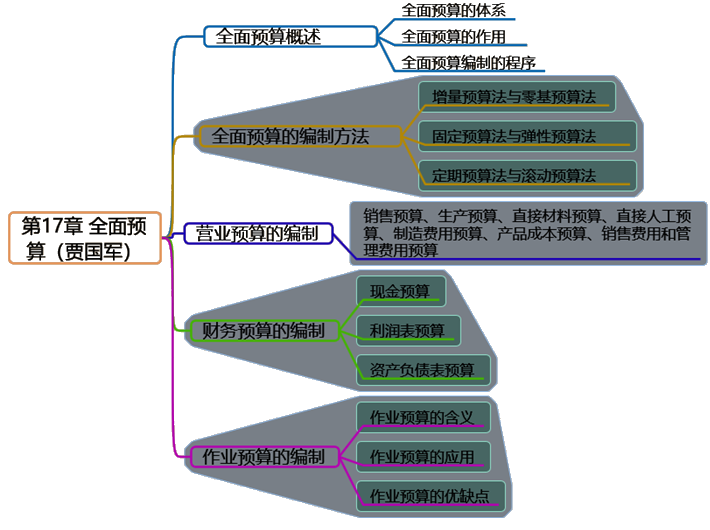 全面预算的体系
全面预算概述
全面预算的作用
全面预算编制的程序
增量预算法与零基预算法
全面预算的编制方法
固定预算法与弹性预算法
定期预算法与滚动预算法
第17章 全面预
算（贾国军）
营业预算的编制
销售预算、生产预算、直接材料预算、直接人工预
算、制造费用预算、产品成本预算、销售费用和管
理费用预算
现金预算
财务预算的编制
利润表预算
资产负债表预算
作业预算的含义
作业预算的编制
作业预算的应用
作业预算的优缺点